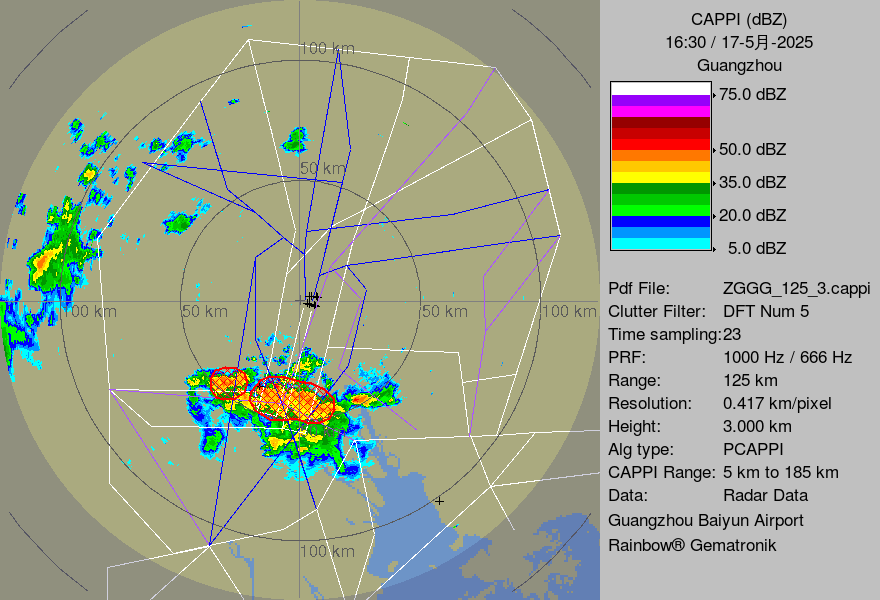 100 km
50 km
100 km
50 km
50 km
100 km
100 km
CAPPI (dBZ)
16:30 / 17-5月-2025
Guangzhou
75.0 dBZ
50.0 dBZ
35.0 dBZ
20.0 dBZ
5.0 dBZ
Pdf File: ZGGG_125_3.cappi
Clutter Filter: DFT Num 5
Time sampling:23
PRF: 1000 Hz / 666 Hz
Range: 125 km
Resolution: 0.417 km/pixel
Height: 3.000 km
Alg type: PCAPPI
CAPPI Range: 5 km to 185 km
Data: Radar Data
Guangzhou Baiyun Airport
Rainbow® Gematronik